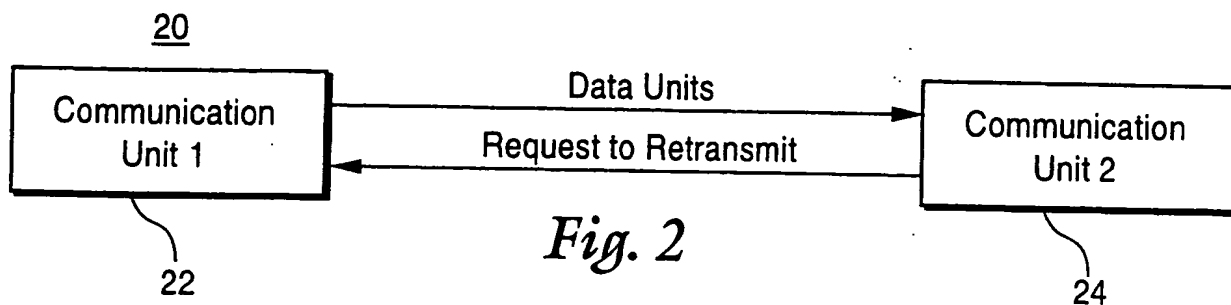 20
Communication
Unit 1
Data Units
Request to Retransmit
Communication
Unit 2
22
Fig. 2
24